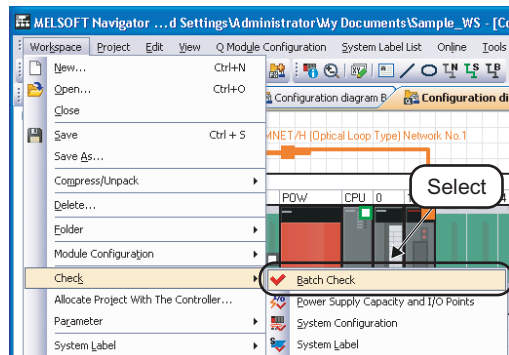 MELSOFT Navigator ...d Settings\Administrator\My Documents\Sample_WS - [Co
Workspace Project Edit View Q Module Configuration System Label List Online Tools
New... Ctrl+N
Open... Ctrl+O
Close
Configuration diagram B Configuration di
Save Ctrl + S
MNET/H (Optical Loop Type) Network No.1
Save As...
Compress/Unpack
Delete...
POW CPU 0
Select
Folder
Module Configuration
Check
Batch Check
Allocate Project With The Controller...
Power Supply Capacity and I/O Points
Parameter
System Configuration
System Label
System Label